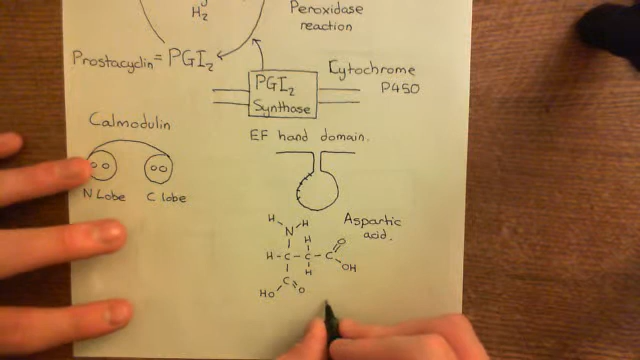 H2
Peroxidase
reaction
Prostacyclin = PGI2
PGI2
Synthase
Cytochrome
P450
Calmodulin
N Lobe
C lobe
EF hand domain.
Aspartic
acid.
H H
N H
H - C - C - C O
H OH
C
HO O